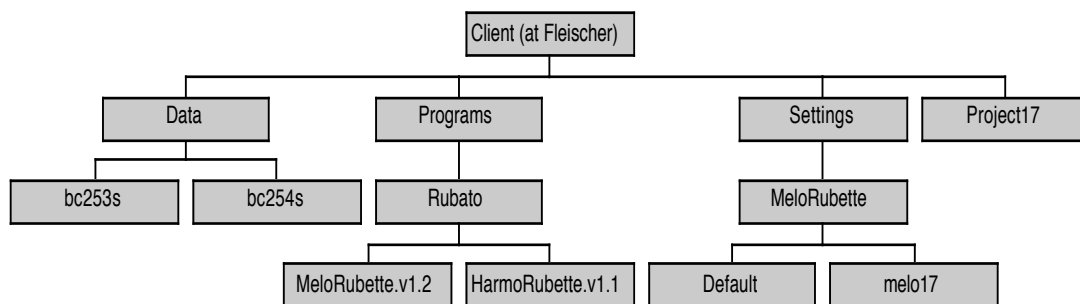 Client (at Fleischer)
Data
Programs
Settings
Project17
bc253s
bc254s
Rubato
MeloRubette
MeloRubette.v1.2
HarmoRubette.v1.1
Default
melo17